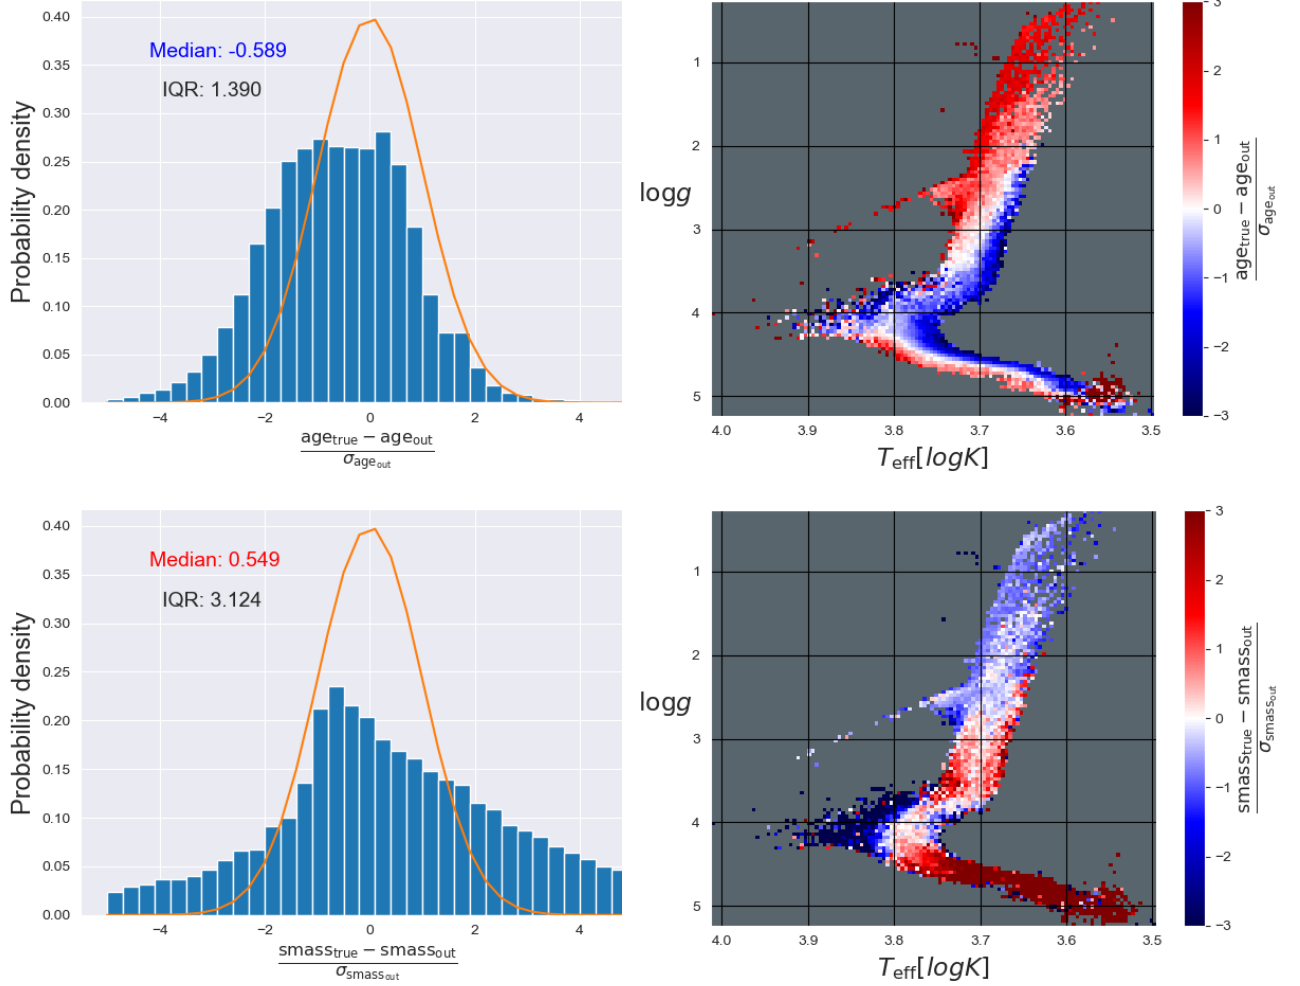 0.40
0.35
0.30
0.25
0.20
0.15
0.10
0.05
0.00
Probability density
Median: -0.589
IQR: 1.390
−4 −2 0 2 4
age_true − age_out
σ_age_out
1
2
3
4
5
logg
4.0 3.9 3.8 3.7 3.6 3.5
T_eff[logK]
3
2
1
0
−1
−2
−3
age_true − age_out
σ_age_out
0.40
0.35
0.30
0.25
0.20
0.15
0.10
0.05
0.00
Probability density
Median: 0.549
IQR: 3.124
−4 −2 0 2 4
smass_true − smass_out
σ_smass_out
1
2
3
4
5
logg
4.0 3.9 3.8 3.7 3.6 3.5
T_eff[logK]
3
2
1
0
−1
−2
−3
smass_true − smass_out
σ_smass_out